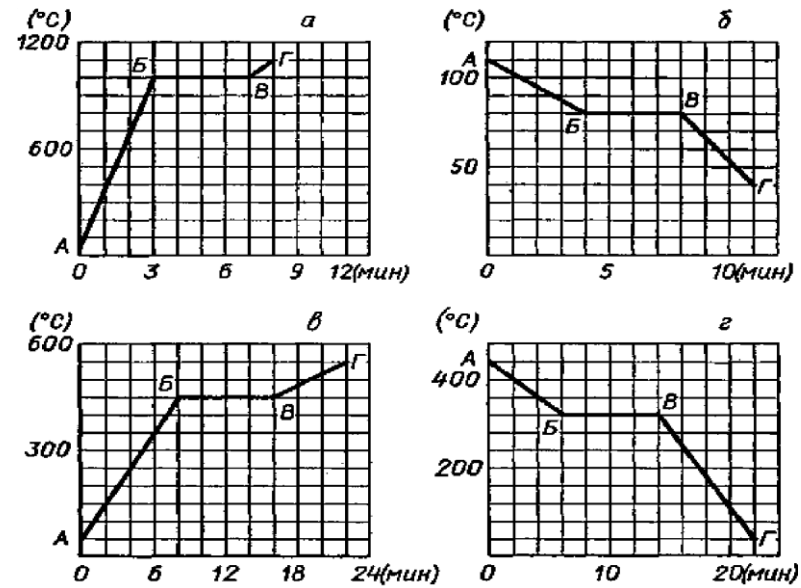 (°С) а
1200
Б Г
В
600
А
0 3 6 9 12(мин)
(°С) б
А
100
Б В
50
Г
0 5 10(мин)
(°С) в
600
Г
Б
В
300
А
0 6 12 18 24(мин)
(°С) г
А
400
Б В
200
Г
0 10 20(мин)